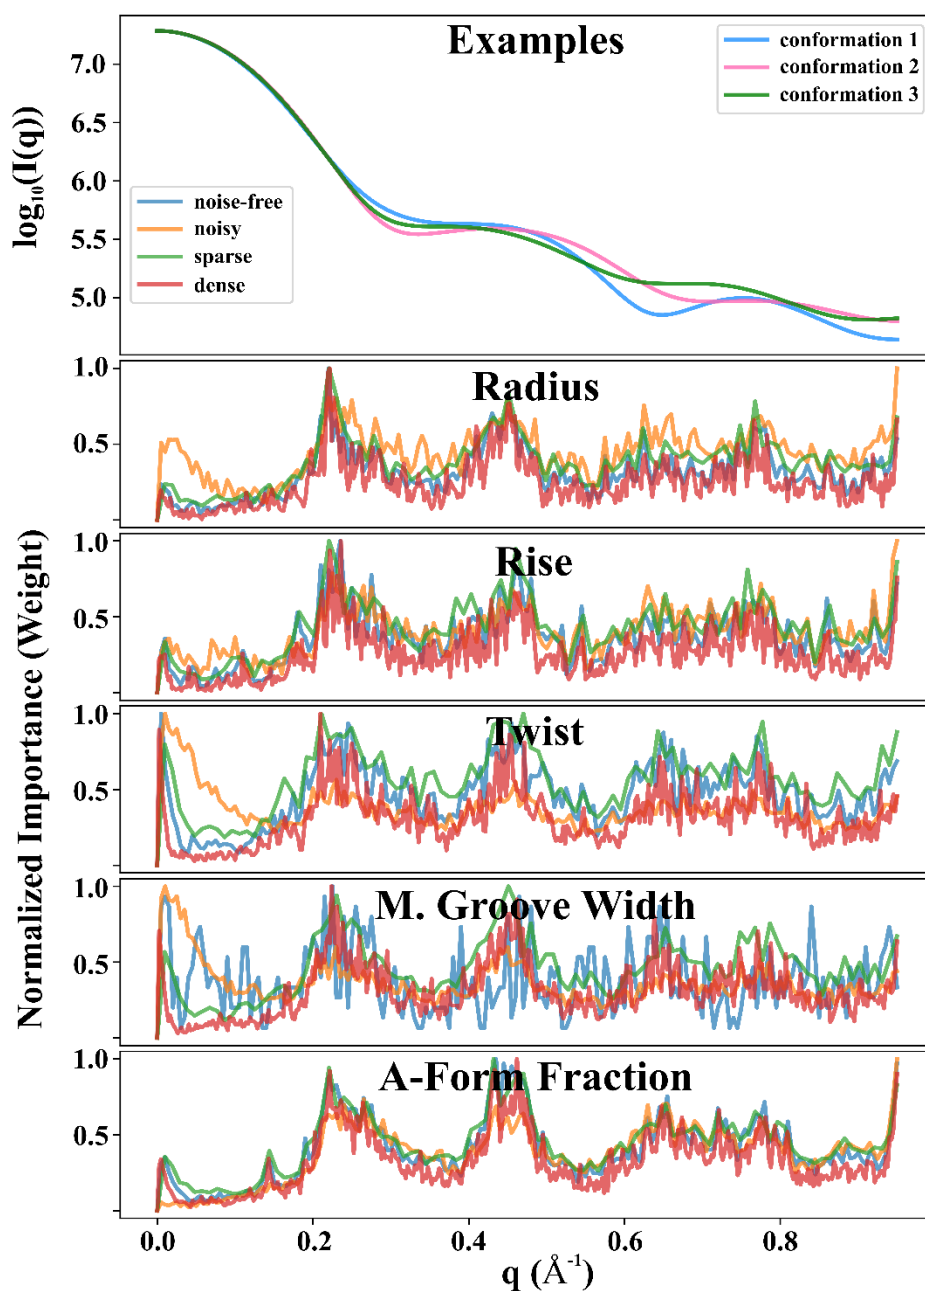 Examples
conformation 1
conformation 2
conformation 3
noise-free
noisy
sparse
dense
log₁₀(I(q))
7.0
6.5
6.0
5.5
5.0
Radius
1.0
0.5
Rise
1.0
0.5
Twist
1.0
0.5
M. Groove Width
1.0
0.5
A-Form Fraction
1.0
0.5
Normalized Importance (Weight)
0.0 0.2 0.4 0.6 0.8
q (Å⁻¹)